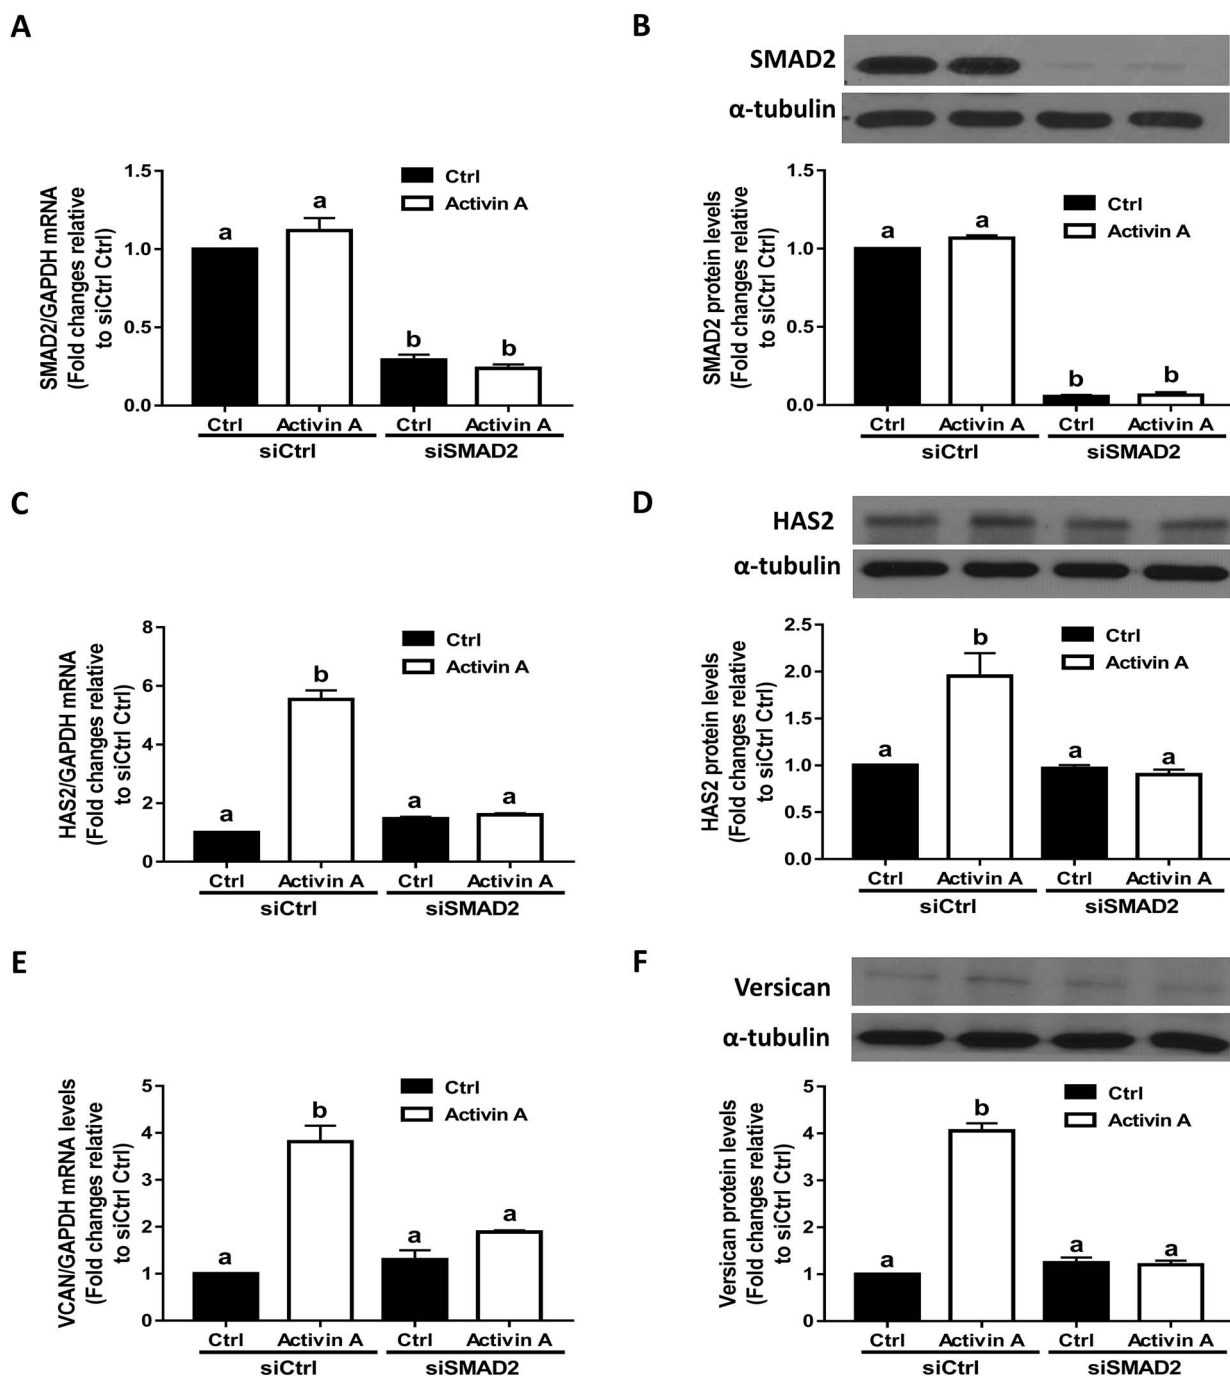 A
SMAD2/GAPDH mRNA
(Fold changes relative
to siCtrl Ctrl)
1.5
1.0
0.5
0.0
Ctrl
Activin A
a
a
b
b
Ctrl Activin A Ctrl Activin A
siCtrl siSMAD2
B
SMAD2
α-tubulin
SMAD2 protein levels
(Fold changes relative
to siCtrl Ctrl)
1.5
1.0
0.5
0.0
Ctrl
Activin A
a
a
b
b
Ctrl Activin A Ctrl Activin A
siCtrl siSMAD2
C
HAS2/GAPDH mRNA
(Fold changes relative
to siCtrl Ctrl)
8
6
4
2
0
Ctrl
Activin A
a
b
a
a
Ctrl Activin A Ctrl Activin A
siCtrl siSMAD2
D
HAS2
α-tubulin
HAS2 protein levels
(Fold changes relative
to siCtrl Ctrl)
2.5
2.0
1.5
1.0
0.5
0.0
Ctrl
Activin A
a
b
a
a
Ctrl Activin A Ctrl Activin A
siCtrl siSMAD2
E
VCAN/GAPDH mRNA levels
(Fold changes relative
to siCtrl Ctrl)
5
4
3
2
1
0
Ctrl
Activin A
a
b
a
a
Ctrl Activin A Ctrl Activin A
siCtrl siSMAD2
F
Versican
α-tubulin
Versican protein levels
(Fold changes relative
to siCtrl Ctrl)
5
4
3
2
1
0
Ctrl
Activin A
a
b
a
a
Ctrl Activin A Ctrl Activin A
siCtrl siSMAD2